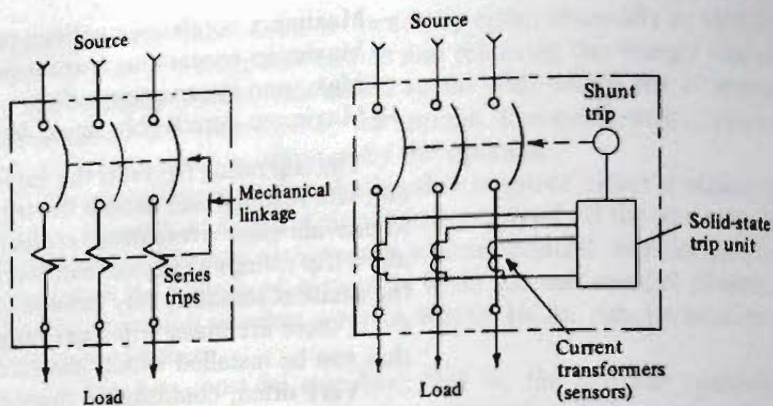 Source
Mechanical
linkage
Series
trips
Load
Source
Shunt
trip
Solid-state
trip unit
Current
transformers
(sensors)
Load